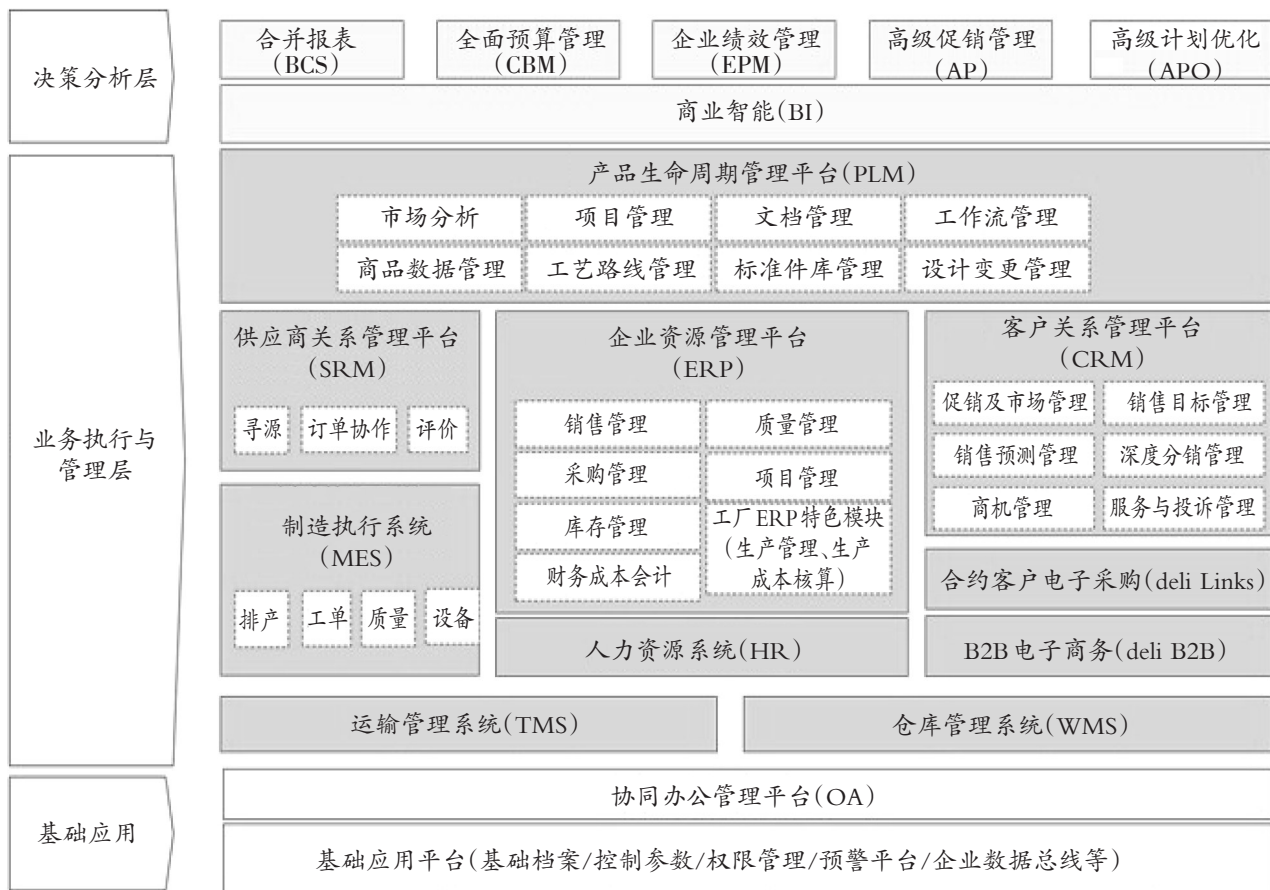 决策分析层
合并报表
(BCS)
全面预算管理
(CBM)
企业绩效管理
(EPM)
高级促销管理
(AP)
高级计划优化
(APO)
商业智能(BI)
业务执行与
管理层
产品生命周期管理平台(PLM)
市场分析
项目管理
文档管理
工作流管理
商品数据管理
工艺路线管理
标准件库管理
设计变更管理
供应商关系管理平台
(SRM)
寻源
订单协作
评价
制造执行系统
(MES)
排产
工单
质量
设备
企业资源管理平台
(ERP)
销售管理
质量管理
采购管理
项目管理
库存管理
财务成本会计
工厂ERP特色模块
(生产管理、生产
成本核算)
人力资源系统(HR)
客户关系管理平台
(CRM)
促销及市场管理
销售目标管理
销售预测管理
深度分销管理
商机管理
服务与投诉管理
合约客户电子采购(deli Links)
B2B电子商务(deli B2B)
运输管理系统(TMS)
仓库管理系统(WMS)
基础应用
协同办公管理平台(OA)
基础应用平台(基础档案/控制参数/权限管理/预警平台/企业数据总线等)